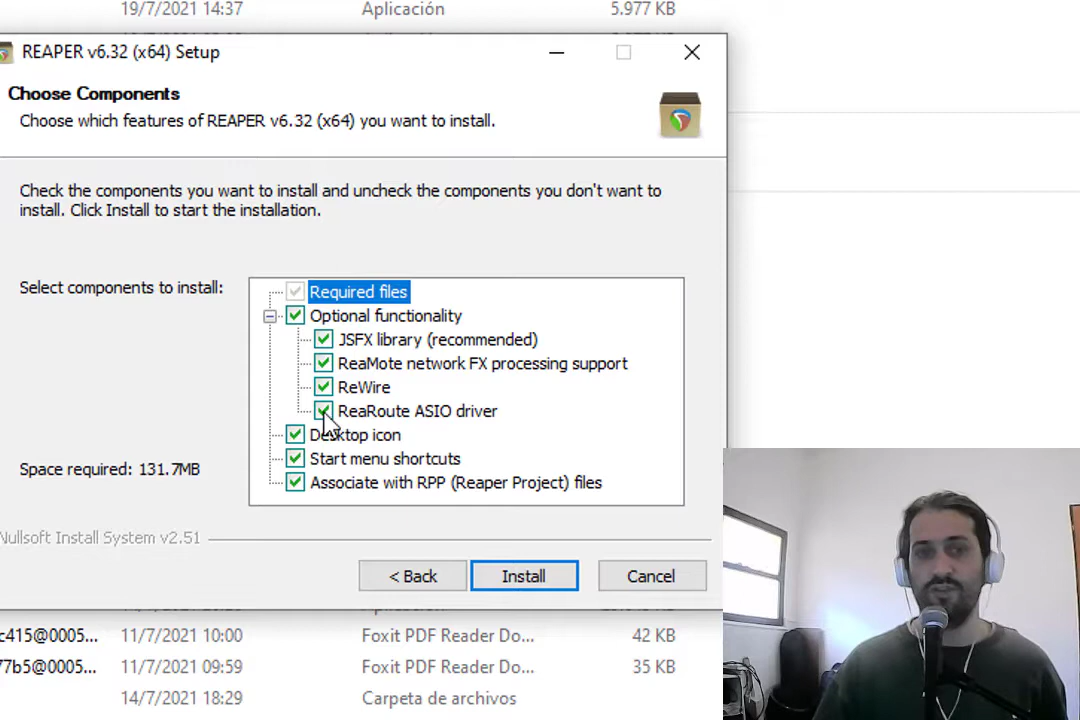 19/7/2021 14:37 Aplicación 5.977 KB
REAPER v6.32 (x64) Setup
Choose Components
Choose which features of REAPER v6.32 (x64) you want to install.
Check the components you want to install and uncheck the components you don't want to
install. Click Install to start the installation.
Select components to install:
Required files
Optional functionality
JSFX library (recommended)
ReaMote network FX processing support
ReWire
ReaRoute ASIO driver
Desktop icon
Start menu shortcuts
Associate with RPP (Reaper Project) files
Space required: 131.7MB
Nullsoft Install System v2.51
< Back Install Cancel
c415@0005... 11/7/2021 10:00 Foxit PDF Reader Do... 42 KB
77b5@0005... 11/7/2021 09:59 Foxit PDF Reader Do... 35 KB
14/7/2021 18:29 Carpeta de archivos